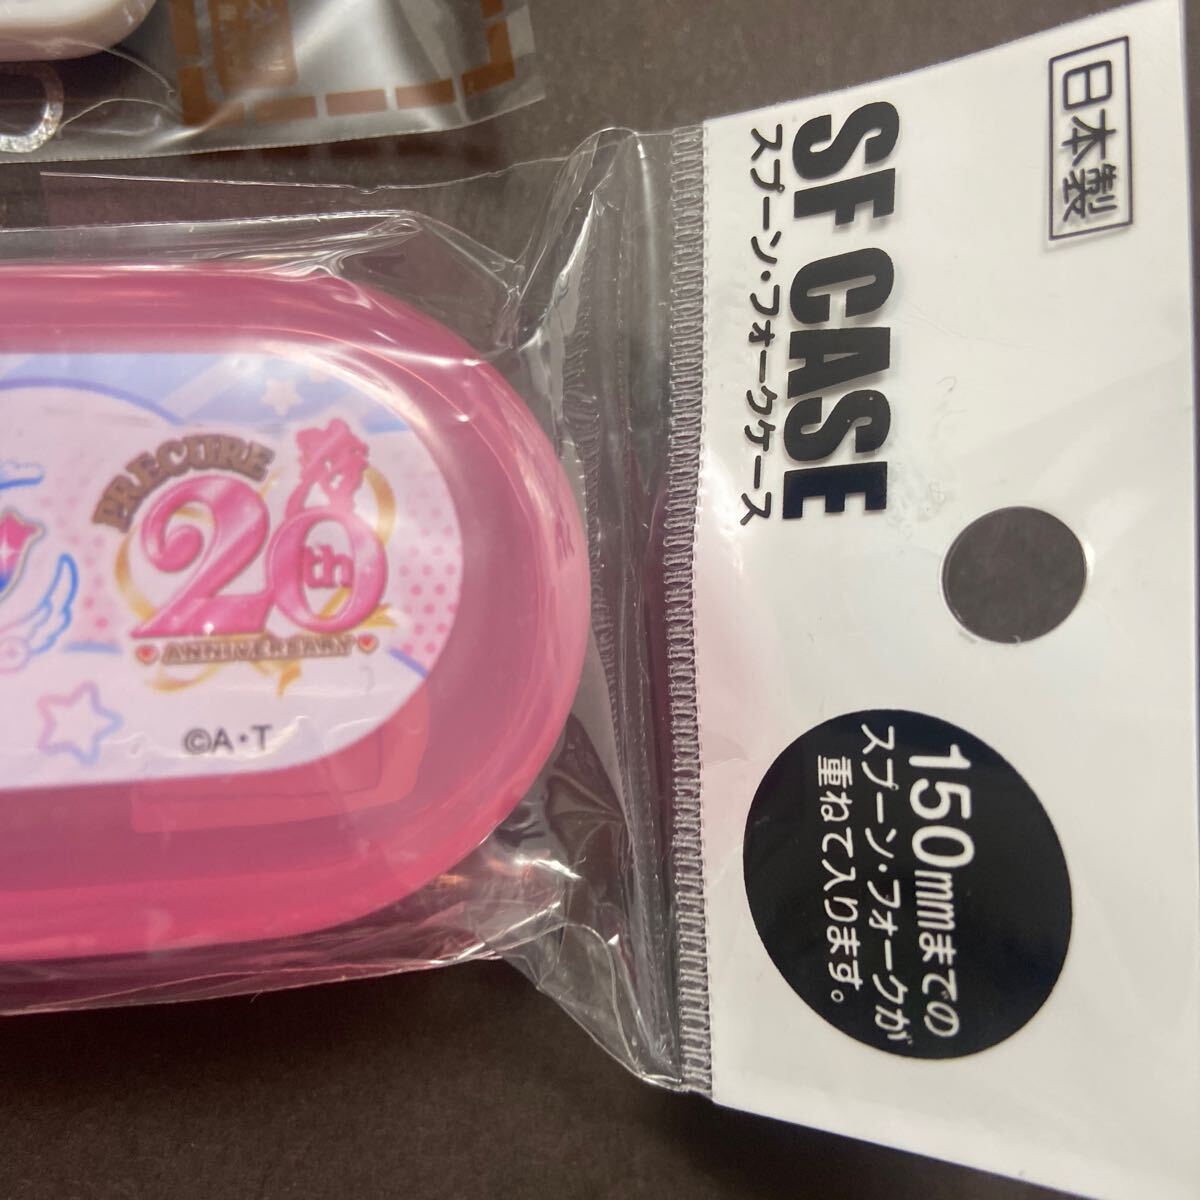 日本製
SF CASE
スプーン・フォークケース
150mmまでの
スプーン・フォークが
重ねて入ります。
PRECURE
20th
ANNIVERSARY
©A・T